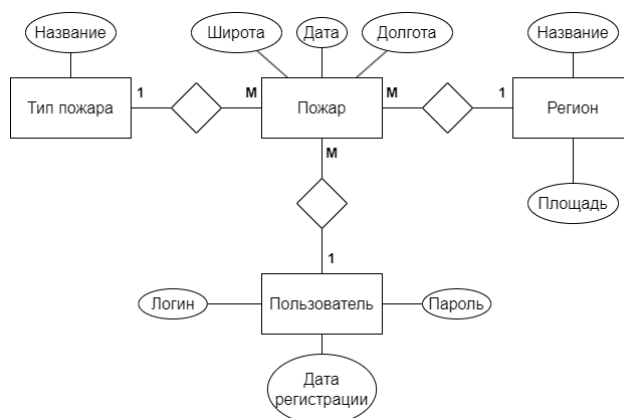 Название
Широта
Дата
Долгота
Название
Тип пожара
1
М
Пожар
М
1
Регион
М
Площадь
1
Логин
Пользователь
Пароль
Дата
регистрации